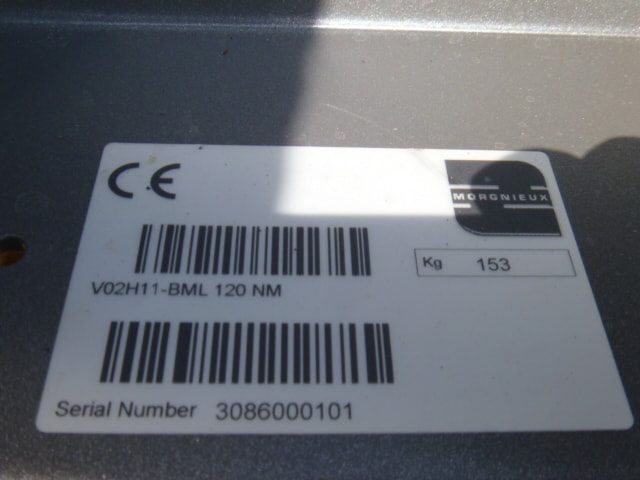 CE
MORGNIEUX
Kg 153
V02H11-BML 120 NM
Serial Number 3086000101